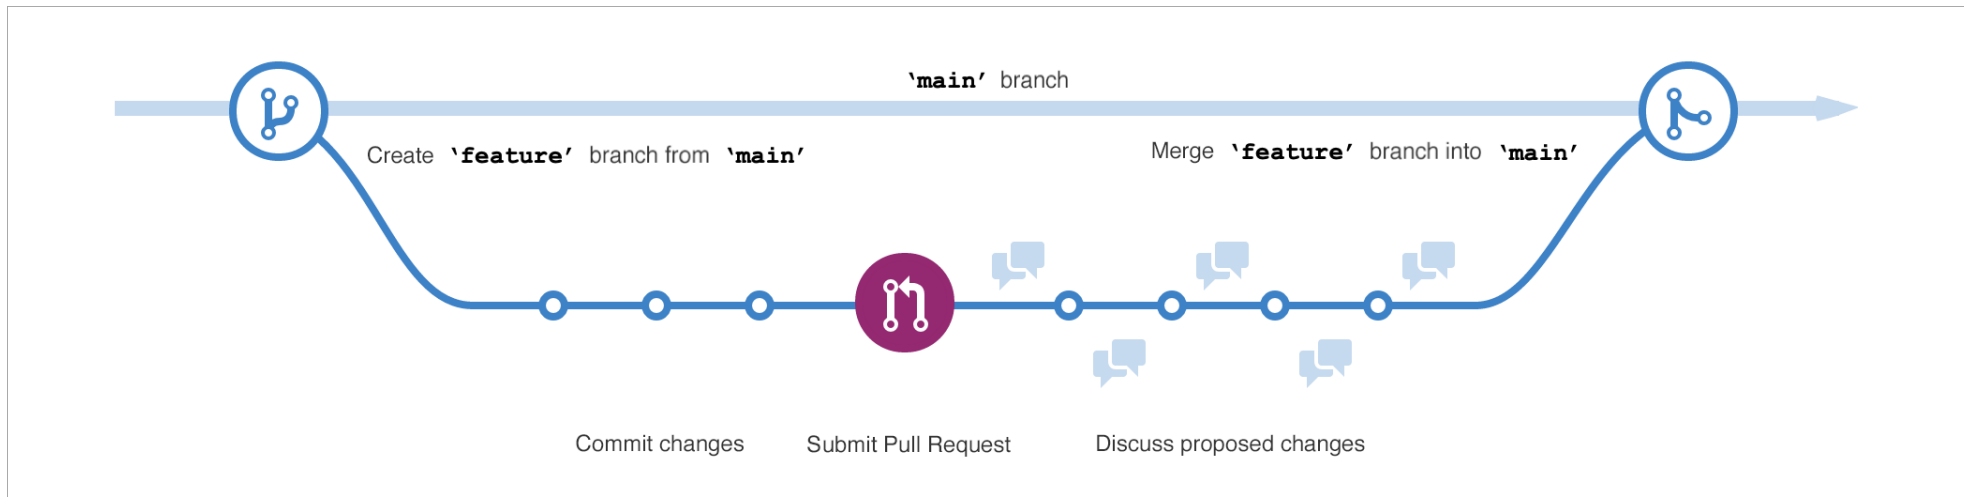 ‘main’ branch
Create ‘feature’ branch from ‘main’
Merge ‘feature’ branch into ‘main’
Commit changes
Submit Pull Request
Discuss proposed changes